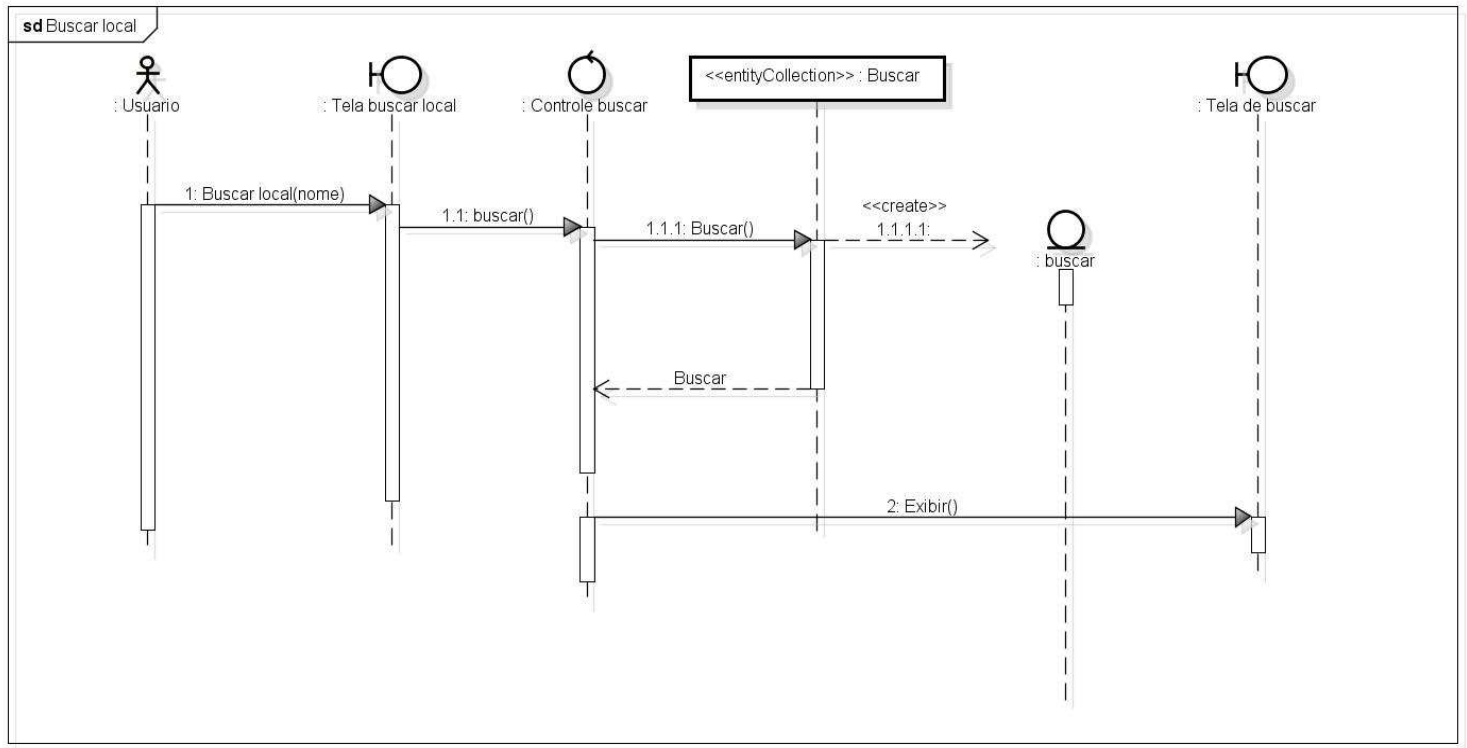 sd Buscar local
: Usuario
: Tela buscar local
: Controle buscar
<<entityCollection>> : Buscar
: Tela de buscar
1: Buscar local(nome)
1.1: buscar()
1.1.1: Buscar()
<<create>>
1.1.1.1:
: buscar
Buscar
2: Exibir()